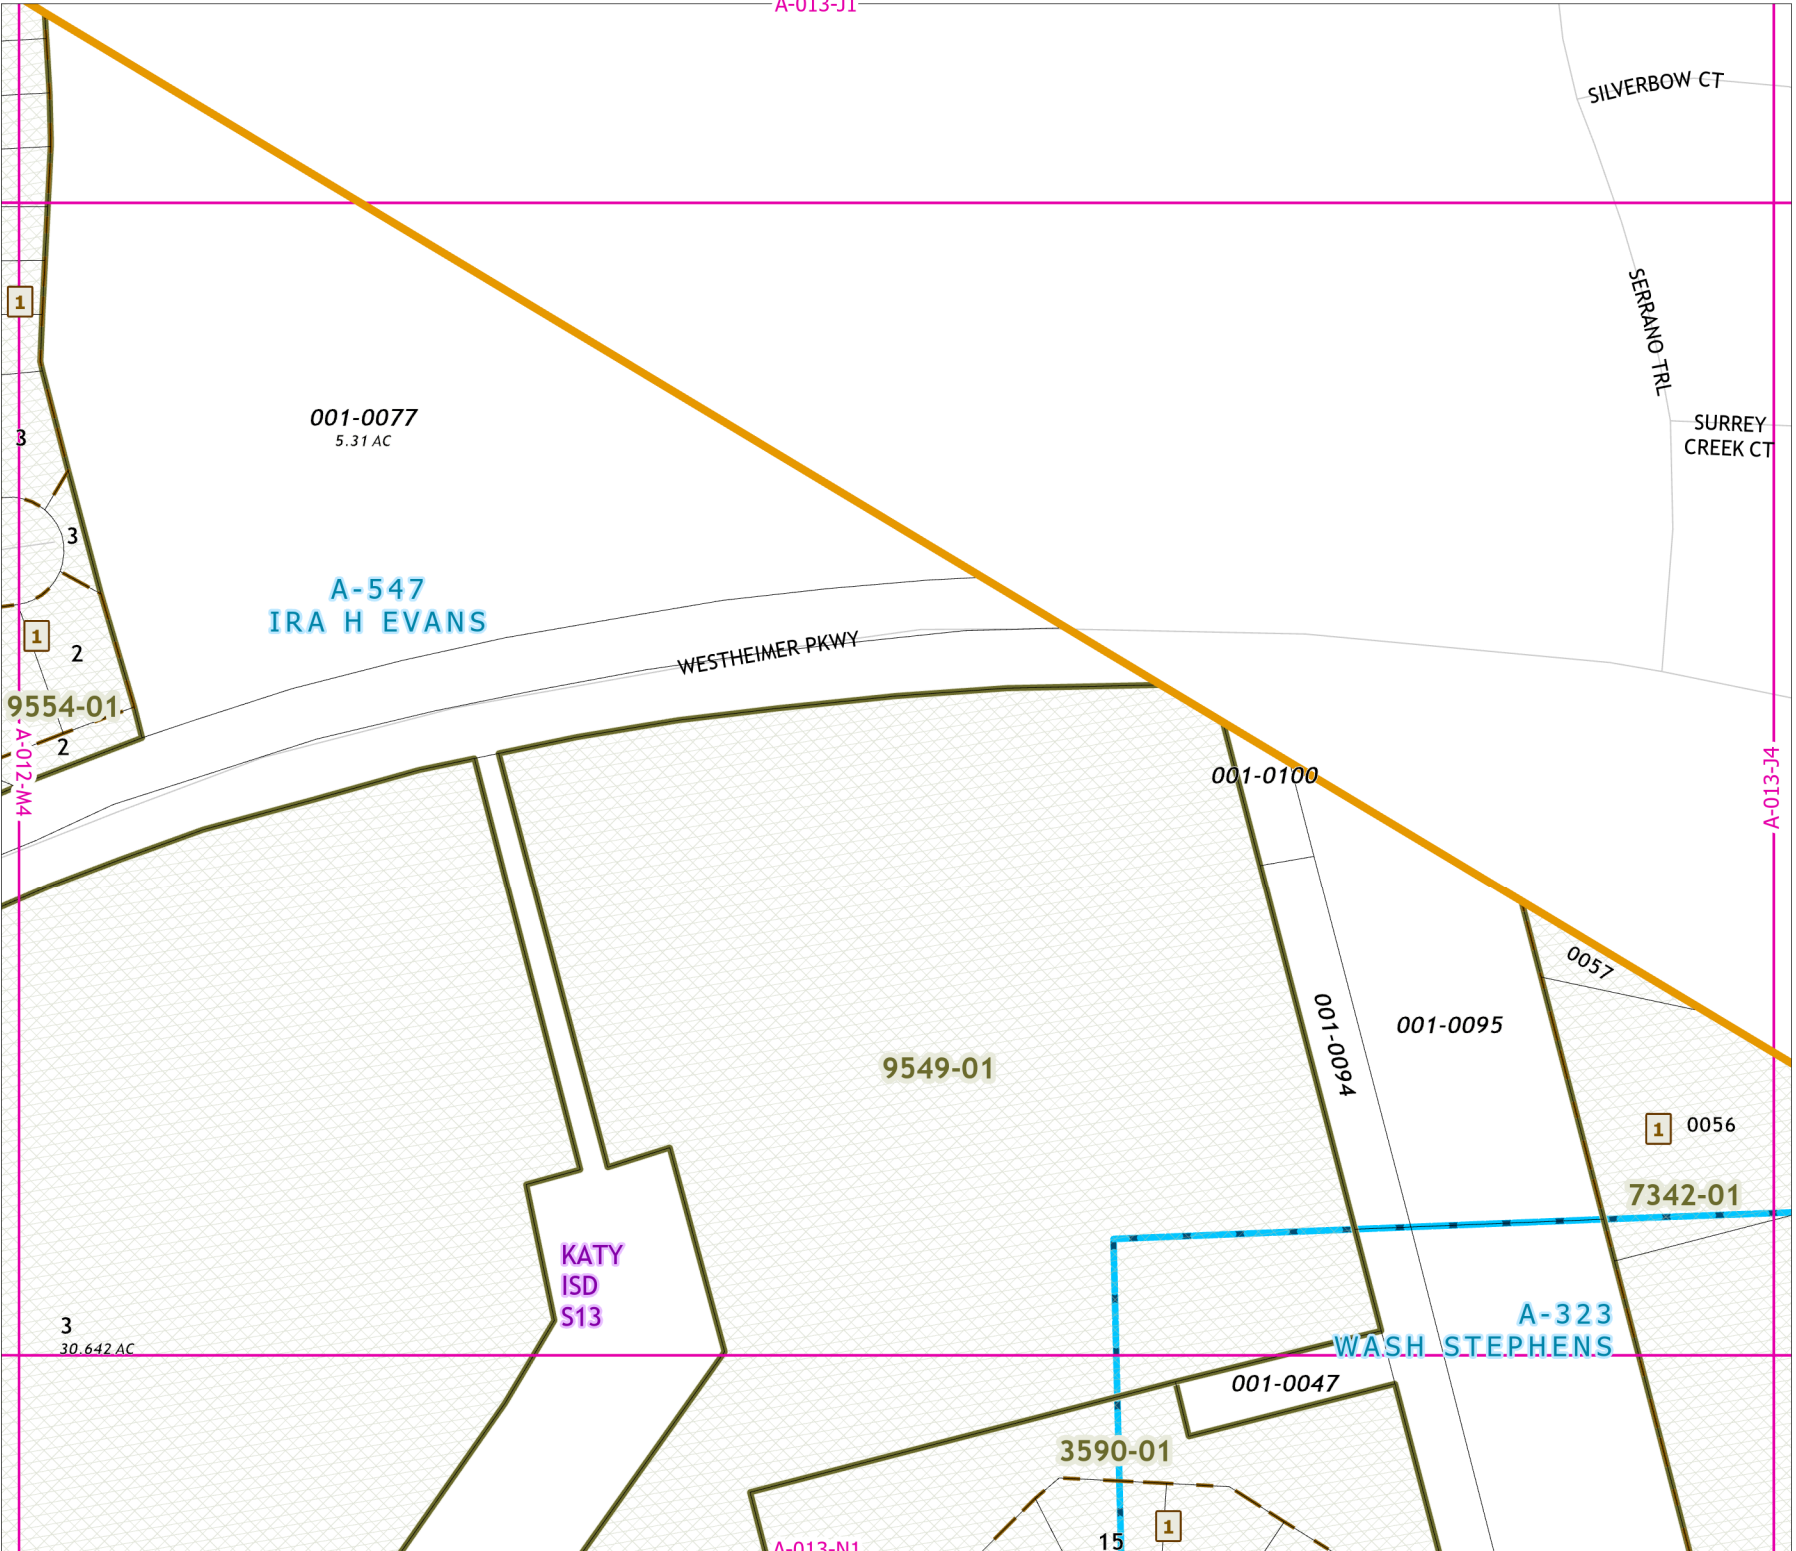 A-013-J1
SILVERBOW CT
SERRANO TRL
1
001-0077
5.31 AC
SURREY
CREEK CT
3
3
A-547
IRA H EVANS
1
2
WESTHEIMER PKWY
9554-01
2
A-012-M4
A-013-J4
001-0100
0057
001-0094
001-0095
9549-01
1
0056
7342-01
KATY
ISD
S13
A-323
WASH STEPHENS
3
30.642 AC
001-0047
3590-01
1
15
A-013-N1